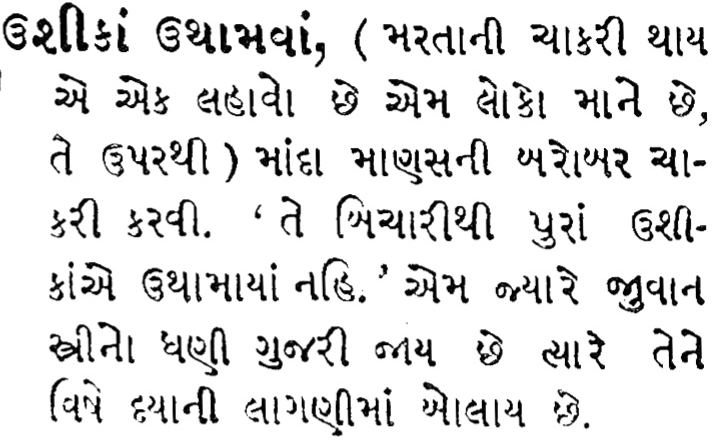 ઉશીકાં ઉથામવાં, ( મરતાની ચાકરી થાય
એ એક લહાવો છે એમ લોકો માને છે,
તે ઉપરથી ) માંદા માણસની બરોબર ચા-
કરી કરવી. ‘ તે બિચારીથી પુરાં ઉશી-
કાંએ ઉથામાયાં નહિ.’ એમ જ્યારે જુવાન
સ્ત્રીનો ધણી ગુજરી જાય છે ત્યારે તેને
વિષે દયાની લાગણીમાં બોલાય છે.